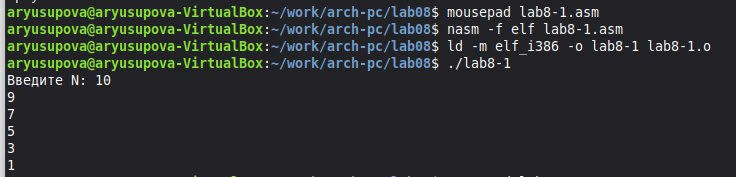 aryusupova@aryusupova-VirtualBox:~/work/arch-pc/lab08$ mousepad lab8-1.asm
aryusupova@aryusupova-VirtualBox:~/work/arch-pc/lab08$ nasm -f elf lab8-1.asm
aryusupova@aryusupova-VirtualBox:~/work/arch-pc/lab08$ ld -m elf_i386 -o lab8-1 lab8-1.o
aryusupova@aryusupova-VirtualBox:~/work/arch-pc/lab08$ ./lab8-1
Введите N: 10
9
7
5
3
1